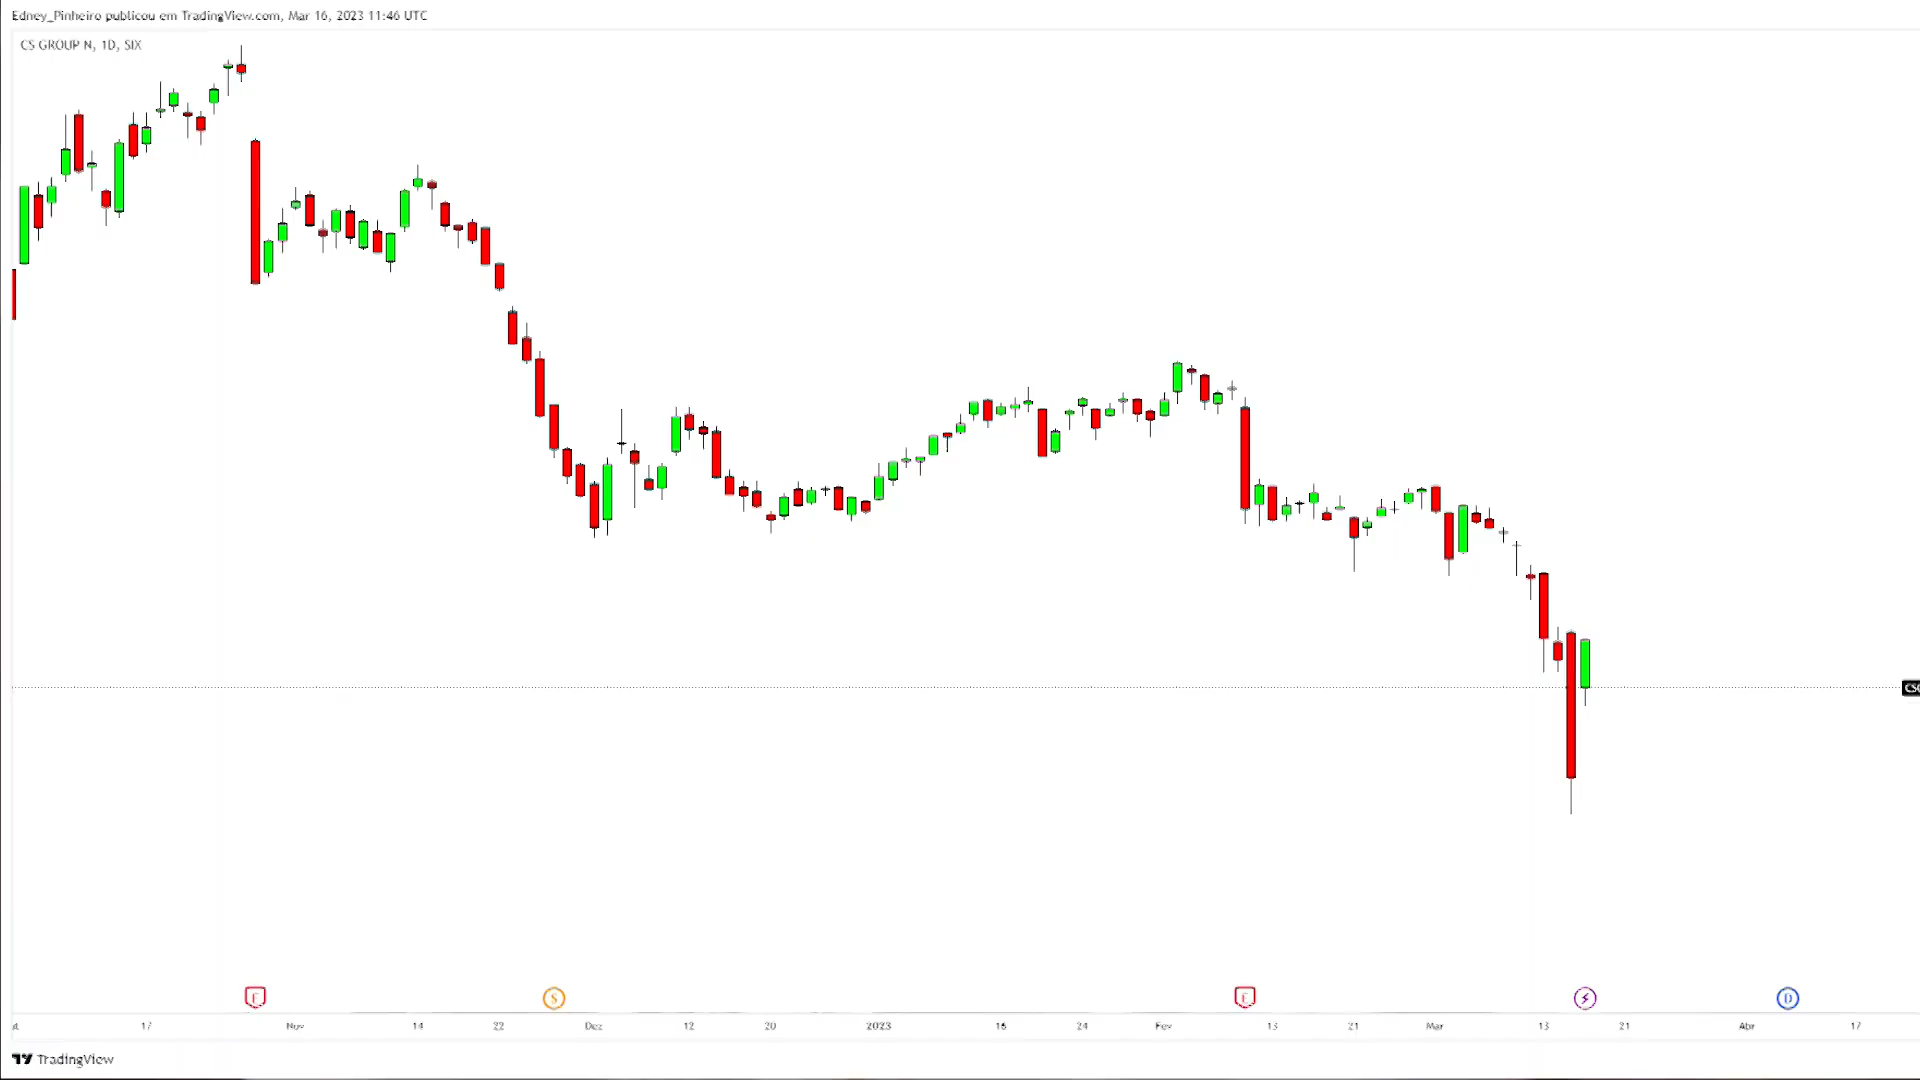 Edney_Pinheiro publicou em TradingView.com, Mar 16, 2023 11:46 UTC
CS GROUP N, 1D, SIX
E S E D
17 Nov 14 22 Dez 12 20 2023 16 24 Fev 13 21 Mar 13 21 Abr 17
TradingView